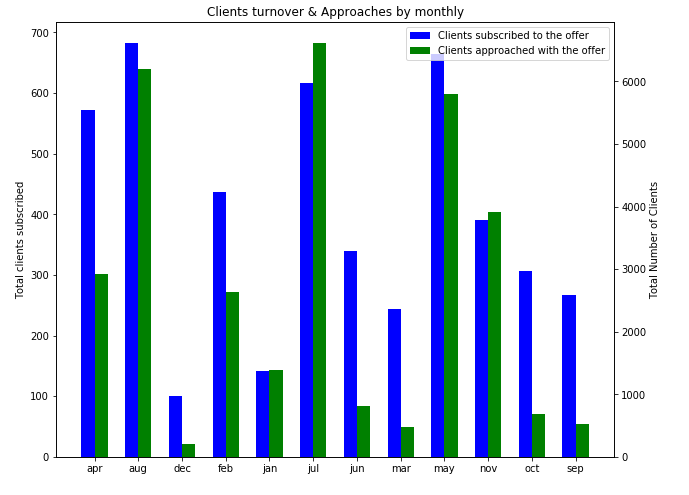 Clients turnover & Approaches by monthly
Clients subscribed to the offer
Clients approached with the offer
Total clients subscribed
700
600
500
400
300
200
100
0
6000
5000
4000
3000
2000
1000
0
Total Number of Clients
apr aug dec feb jan jul jun mar may nov oct sep